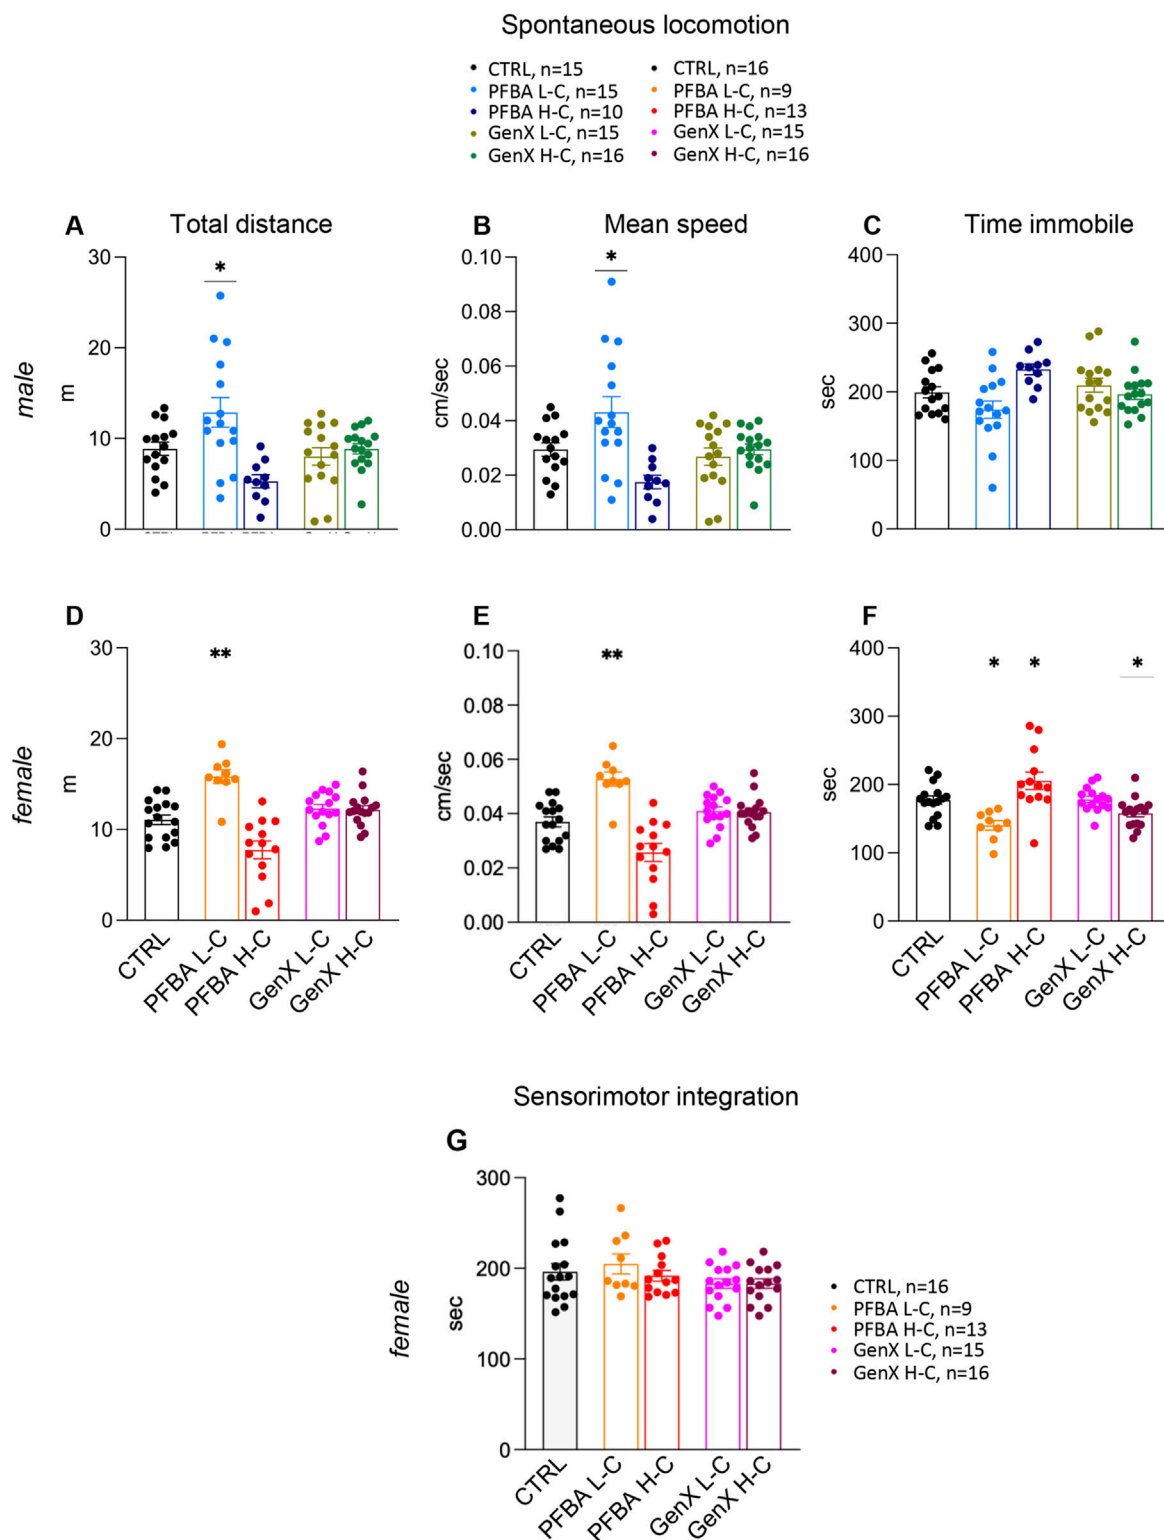 Spontaneous locomotion
CTRL, n=15
PFBA L-C, n=15
PFBA H-C, n=10
GenX L-C, n=15
GenX H-C, n=16
CTRL, n=16
PFBA L-C, n=9
PFBA H-C, n=13
GenX L-C, n=15
GenX H-C, n=16
A Total distance
male
m
30
20
10
0
*
B Mean speed
cm/sec
0.10
0.08
0.06
0.04
0.02
0.00
*
C Time immobile
sec
400
300
200
100
0
D
female
m
30
20
10
0
**
CTRL
PFBA L-C
PFBA H-C
GenX L-C
GenX H-C
E
cm/sec
0.10
0.08
0.06
0.04
0.02
0.00
**
CTRL
PFBA L-C
PFBA H-C
GenX L-C
GenX H-C
F
sec
400
300
200
100
0
* * *
CTRL
PFBA L-C
PFBA H-C
GenX L-C
GenX H-C
Sensorimotor integration
G
female
sec
300
200
100
0
CTRL
PFBA L-C
PFBA H-C
GenX L-C
GenX H-C
CTRL, n=16
PFBA L-C, n=9
PFBA H-C, n=13
GenX L-C, n=15
GenX H-C, n=16